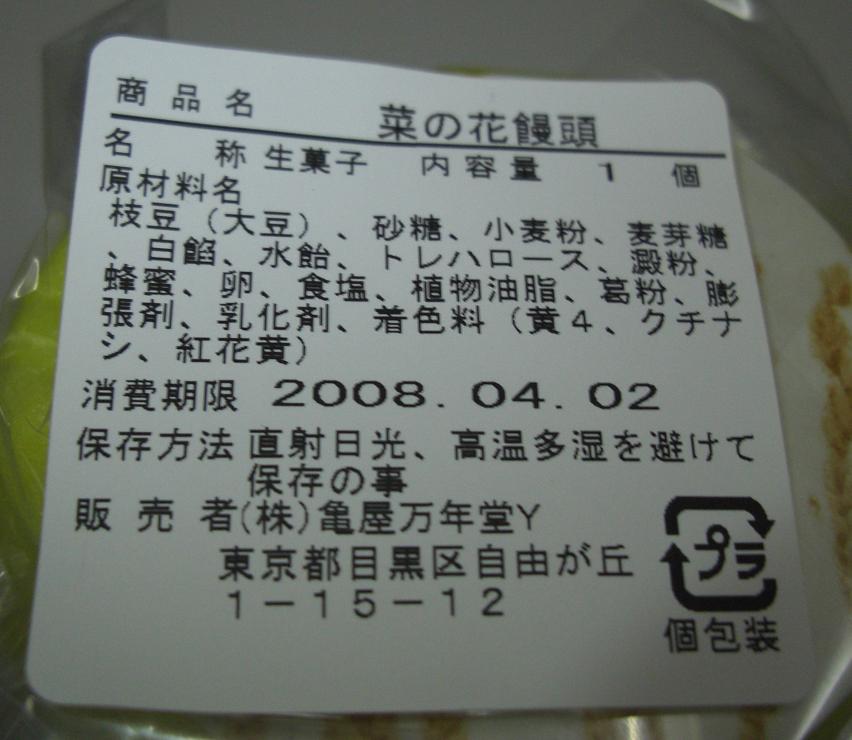 商品名 菜の花饅頭
名 称 生菓子 内容量 1 個
原材料名
枝豆（大豆）、砂糖、小麦粉、麦芽糖
、白餡、水飴、トレハロース、澱粉、
蜂蜜、卵、食塩、植物油脂、葛粉、膨
張剤、乳化剤、着色料（黄４、クチナ
シ、紅花黄）
消費期限 2008.04.02
保存方法 直射日光、高温多湿を避けて
保存の事
販 売 者(株)亀屋万年堂Y
東京都目黒区自由が丘
１－１５－１２
プラ
個包装